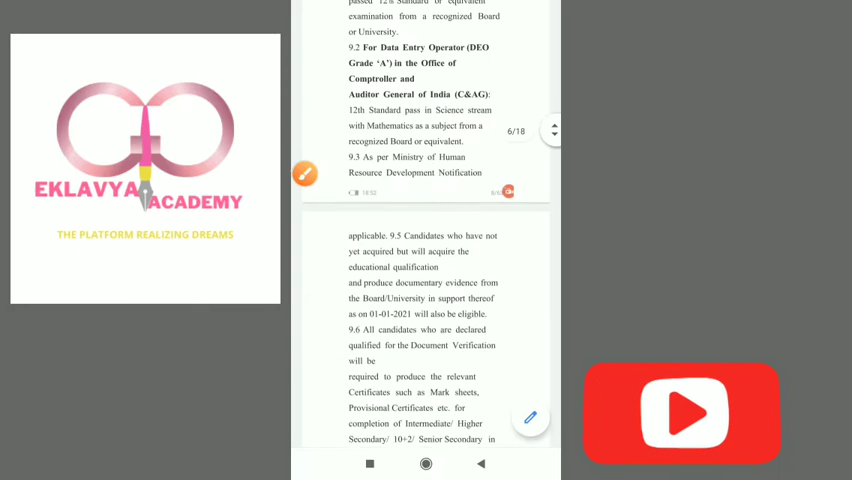 EKLAVYA
ACADEMY
THE PLATFORM REALIZING DREAMS
passed 12th Standard or equivalent
examination from a recognized Board
or University.
9.2 For Data Entry Operator (DEO
Grade ‘A’) in the Office of
Comptroller and
Auditor General of India (C&AG):
12th Standard pass in Science stream
with Mathematics as a subject from a
recognized Board or equivalent.
9.3 As per Ministry of Human
Resource Development Notification
6/18
18/52
applicable. 9.5 Candidates who have not
yet acquired but will acquire the
educational qualification
and produce documentary evidence from
the Board/University in support thereof
as on 01-01-2021 will also be eligible.
9.6 All candidates who are declared
qualified for the Document Verification
will be
required to produce the relevant
Certificates such as Mark sheets,
Provisional Certificates etc. for
completion of Intermediate/ Higher
Secondary/ 10+2/ Senior Secondary in